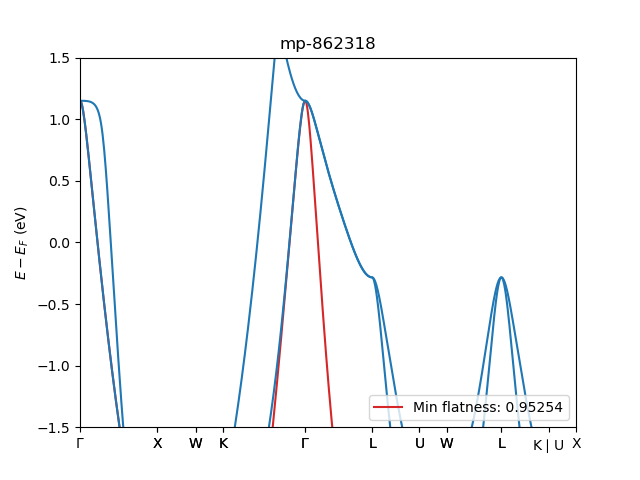 mp-862318
1.5
1.0
0.5
0.0
−0.5
−1.0
−1.5
E − E_F (eV)
Min flatness: 0.95254
Γ X W K Γ L U W L K | U X